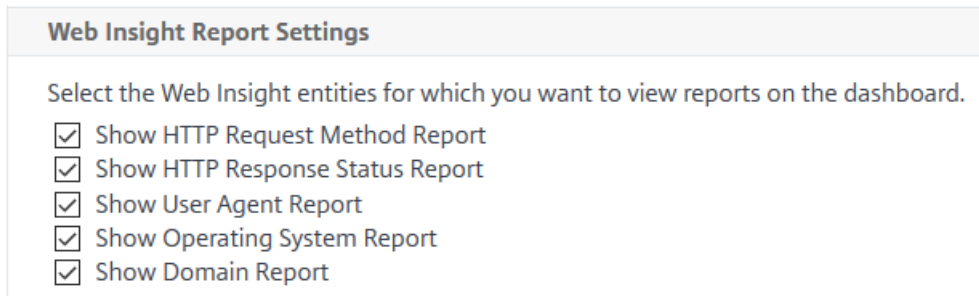 Web Insight Report Settings
Select the Web Insight entities for which you want to view reports on the dashboard.
Show HTTP Request Method Report
Show HTTP Response Status Report
Show User Agent Report
Show Operating System Report
Show Domain Report